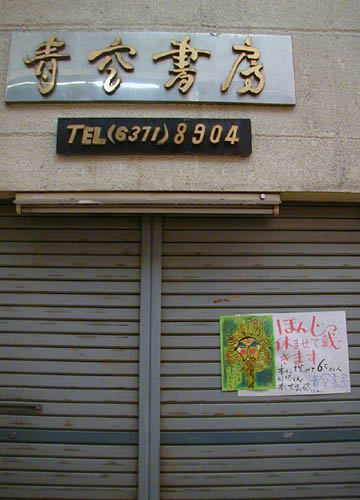 青空書房
TEL(6371)8904
ほんじつ
休ませて戴
きます
青空書房